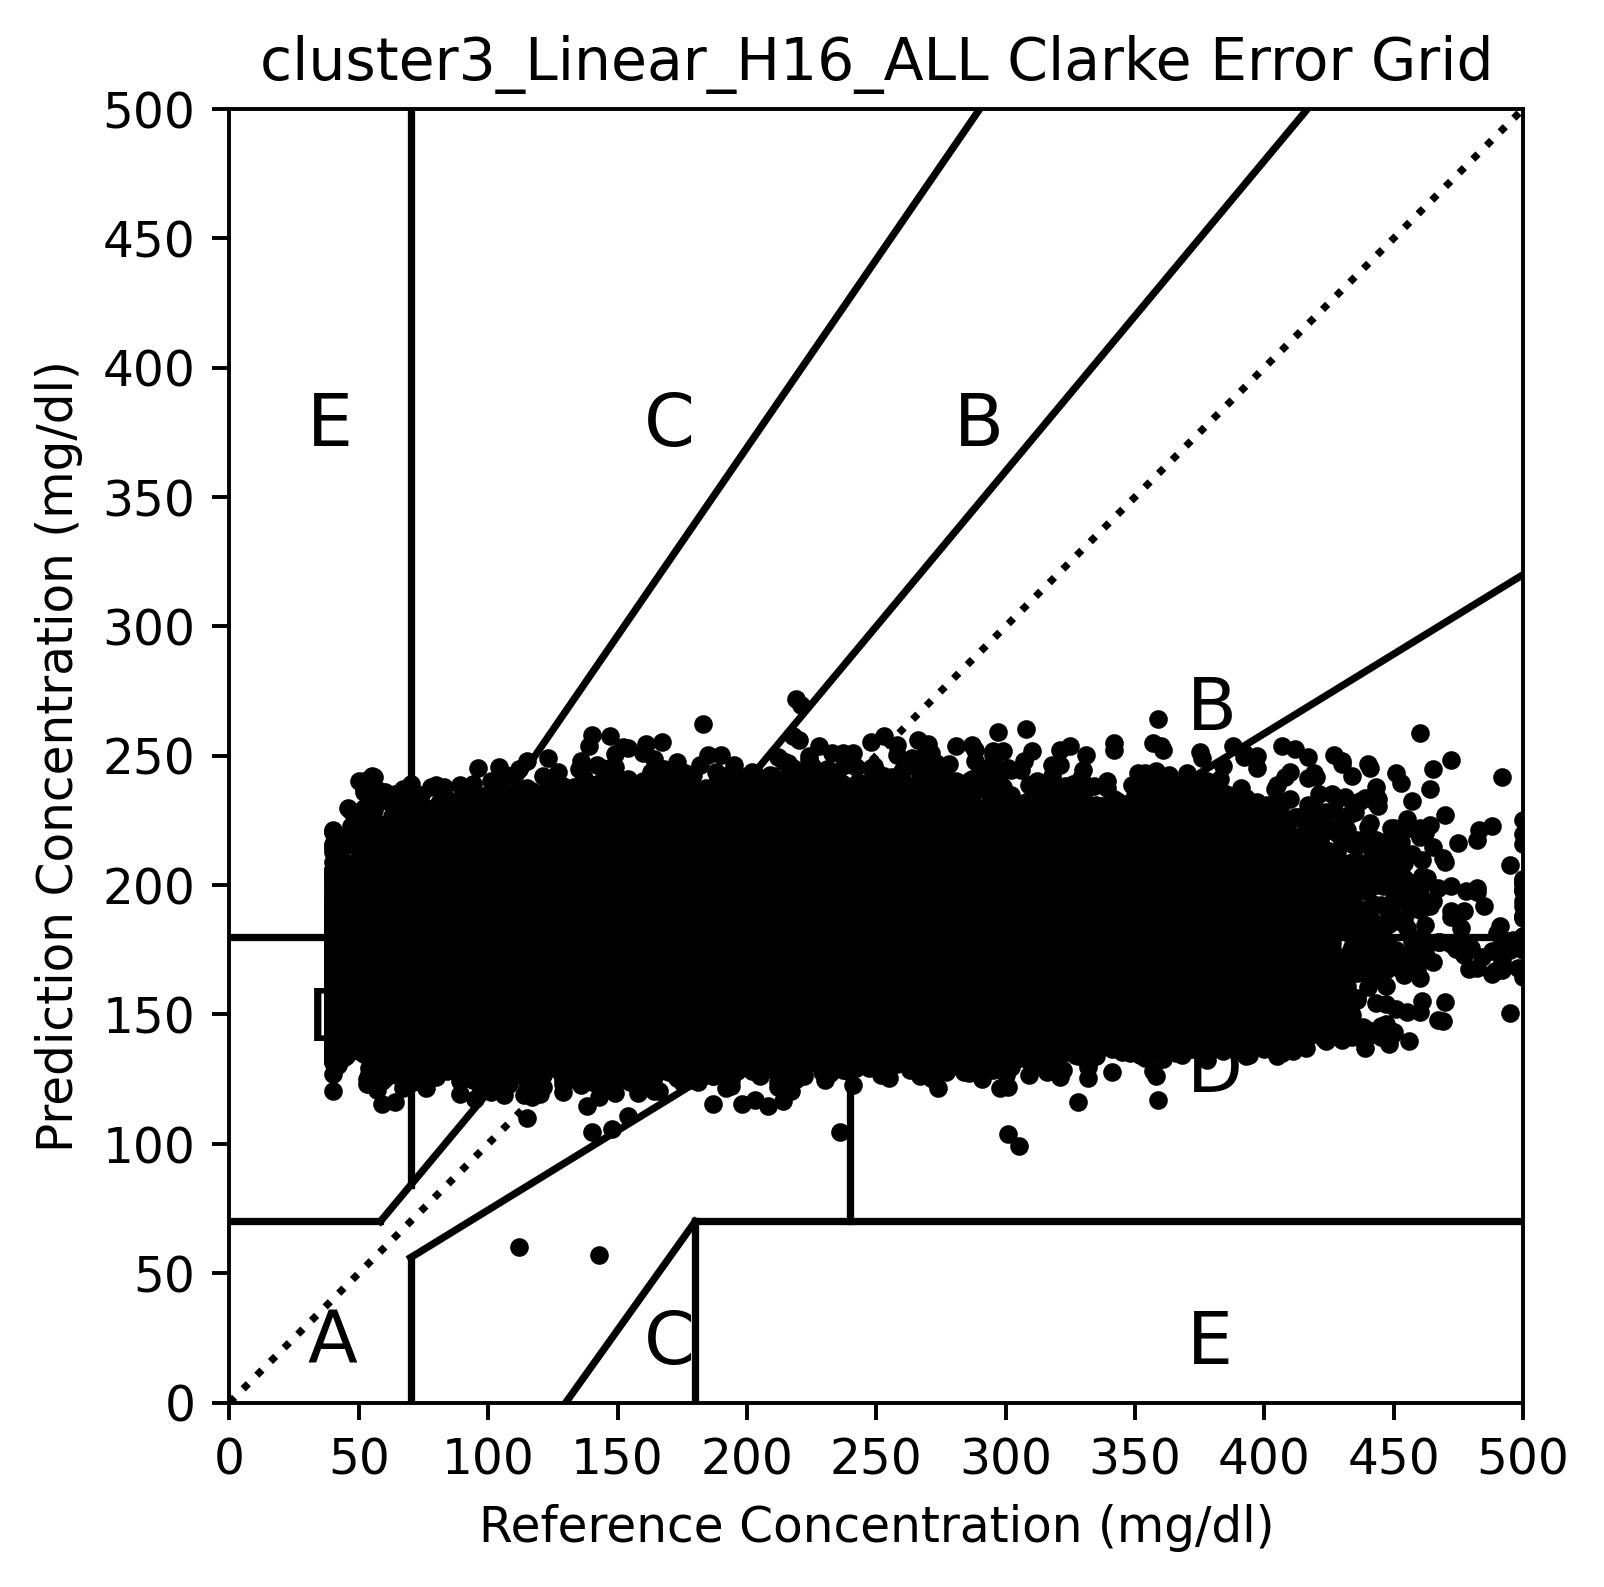 cluster3_Linear_H16_ALL Clarke Error Grid
500
450
400
350
300
250
200
150
100
50
0
Prediction Concentration (mg/dl)
E
C
B
B
D
A
C
E
0 50 100 150 200 250 300 350 400 450 500
Reference Concentration (mg/dl)